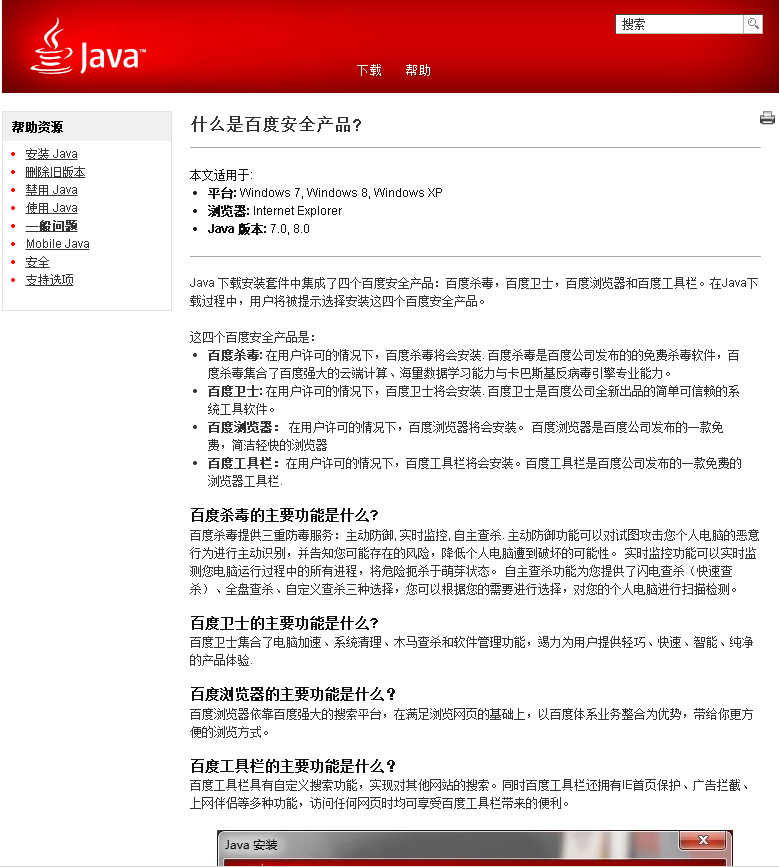 Java™
搜索
下载 帮助
帮助资源
安装 Java
删除旧版本
禁用 Java
使用 Java
一般问题
Mobile Java
安全
支持选项
什么是百度安全产品?
本文适用于:
平台: Windows 7, Windows 8, Windows XP
浏览器: Internet Explorer
Java 版本: 7.0, 8.0
Java 下载安装套件中集成了四个百度安全产品：百度杀毒，百度卫士，百度浏览器和百度工具栏。在Java下
载过程中，用户将被提示选择安装这四个百度安全产品。
这四个百度安全产品是：
百度杀毒: 在用户许可的情况下，百度杀毒将会安装. 百度杀毒是百度公司发布的的免费杀毒软件，百
度杀毒集合了百度强大的云端计算、海量数据学习能力与卡巴斯基反病毒引擎专业能力。
百度卫士: 在用户许可的情况下，百度卫士将会安装. 百度卫士是百度公司全新出品的简单可信赖的系
统工具软件。
百度浏览器： 在用户许可的情况下，百度浏览器将会安装。 百度浏览器是百度公司发布的一款免
费，简洁轻快的浏览器
百度工具栏：在用户许可的情况下，百度工具栏将会安装。百度工具栏是百度公司发布的一款免费的
浏览器工具栏.
百度杀毒的主要功能是什么?
百度杀毒提供三重防毒服务：主动防御, 实时监控, 自主查杀. 主动防御功能可以对试图攻击您个人电脑的恶意
行为进行主动识别，并告知您可能存在的风险，降低个人电脑遭到破坏的可能性。 实时监控功能可以实时监
测您电脑运行过程中的所有进程，将危险扼杀于萌芽状态。 自主查杀功能为您提供了闪电查杀（快速查
杀）、全盘查杀、自定义查杀三种选择，您可以根据您的需要进行选择，对您的个人电脑进行扫描检测。
百度卫士的主要功能是什么?
百度卫士集合了电脑加速、系统清理、木马查杀和软件管理功能，竭力为用户提供轻巧、快速、智能、纯净
的产品体验.
百度浏览器的主要功能是什么？
百度浏览器依靠百度强大的搜索平台，在满足浏览网页的基础上，以百度体系业务整合为优势，带给你更方
便的浏览方式。
百度工具栏的主要功能是什么？
百度工具栏具有自定义搜索功能，实现对其他网站的搜索。同时百度工具栏还拥有IE首页保护、广告拦截、
上网伴侣等多种功能，访问任何网页时均可享受百度工具栏带来的便利。
Java 安装